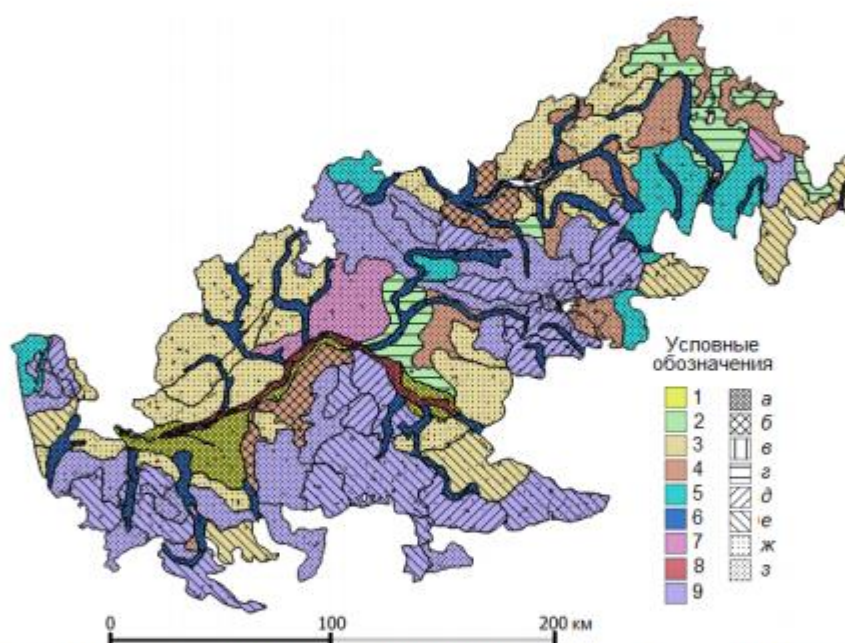 Условные
обозначения
1 а
2 б
3 в
4 г
5 д
6 е
7 ж
8 з
9
0 100 200 км